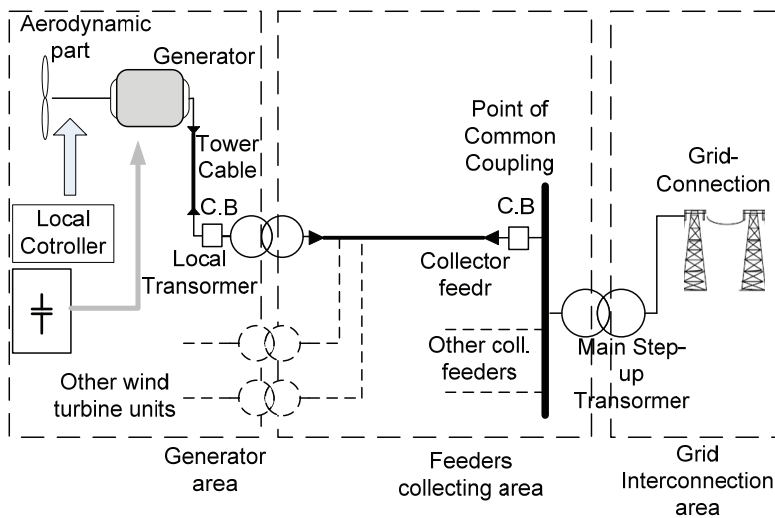 Aerodynamic
part
Generator
Tower
Cable
Local
Cotroller
C.B
Local
Transormer
Other wind
turbine units
Generator
area
Point of
Common
Coupling
C.B
Collector
feedr
Other coll.
feeders
Feeders
collecting area
Grid-
Connection
Main Step-
up
Transormer
Grid
Interconnection
area